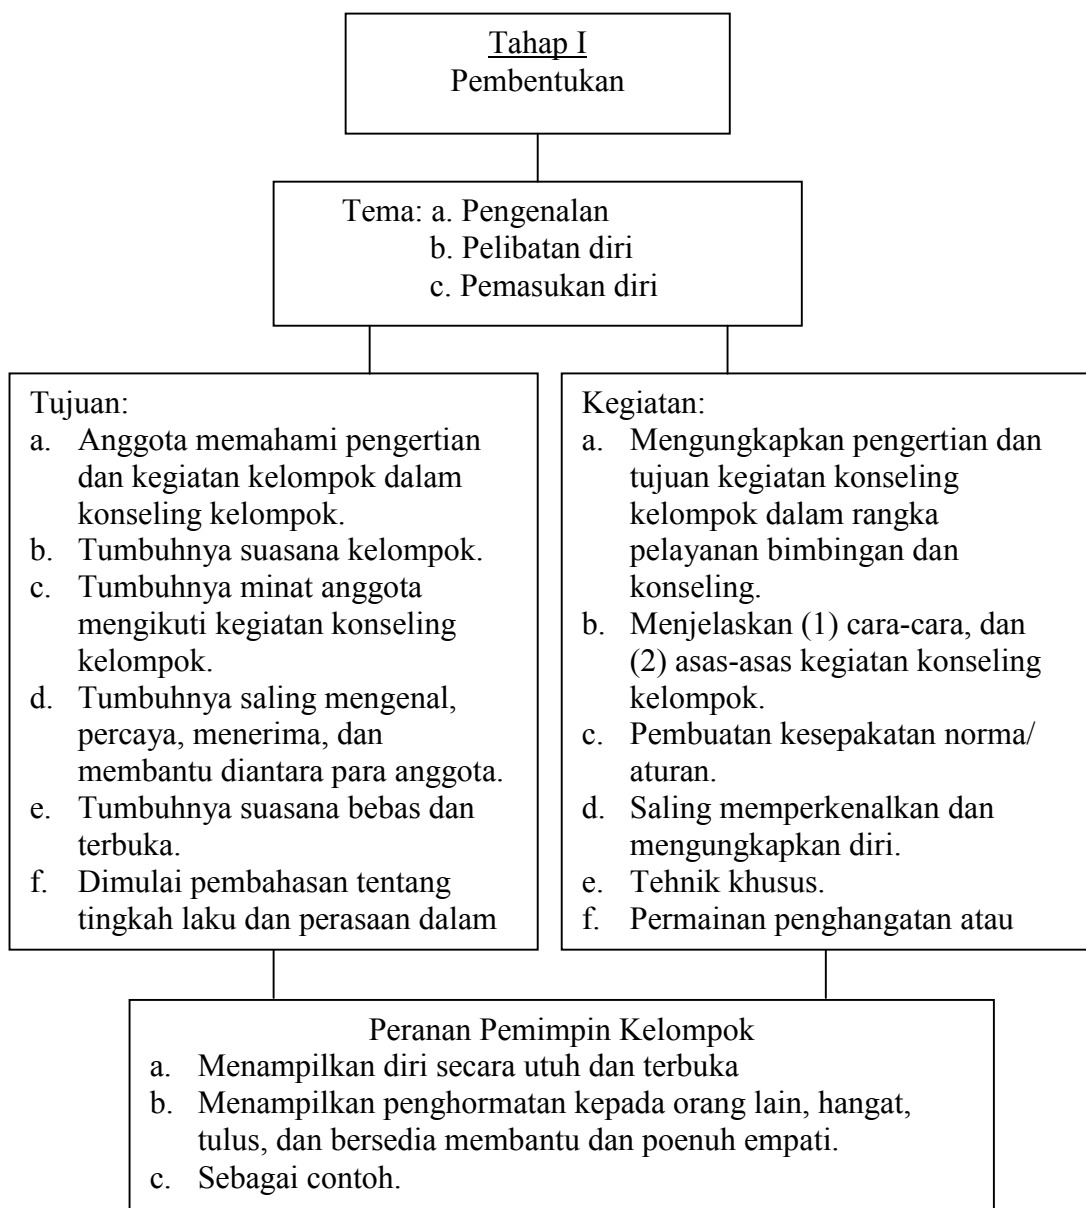 Tahap I
Pembentukan
Tema: a. Pengenalan
b. Pelibatan diri
c. Pemasukan diri
Tujuan:
a. Anggota memahami pengertian
dan kegiatan kelompok dalam
konseling kelompok.
b. Tumbuhnya suasana kelompok.
c. Tumbuhnya minat anggota
mengikuti kegiatan konseling
kelompok.
d. Tumbuhnya saling mengenal,
percaya, menerima, dan
membantu diantara para anggota.
e. Tumbuhnya suasana bebas dan
terbuka.
f. Dimulai pembahasan tentang
tingkah laku dan perasaan dalam
Kegiatan:
a. Mengungkapkan pengertian dan
tujuan kegiatan konseling
kelompok dalam rangka
pelayanan bimbingan dan
konseling.
b. Menjelaskan (1) cara-cara, dan
(2) asas-asas kegiatan konseling
kelompok.
c. Pembuatan kesepakatan norma/
aturan.
d. Saling memperkenalkan dan
mengungkapkan diri.
e. Tehnik khusus.
f. Permainan penghangatan atau
Peranan Pemimpin Kelompok
a. Menampilkan diri secara utuh dan terbuka
b. Menampilkan penghormatan kepada orang lain, hangat,
tulus, dan bersedia membantu dan poenuh empati.
c. Sebagai contoh.